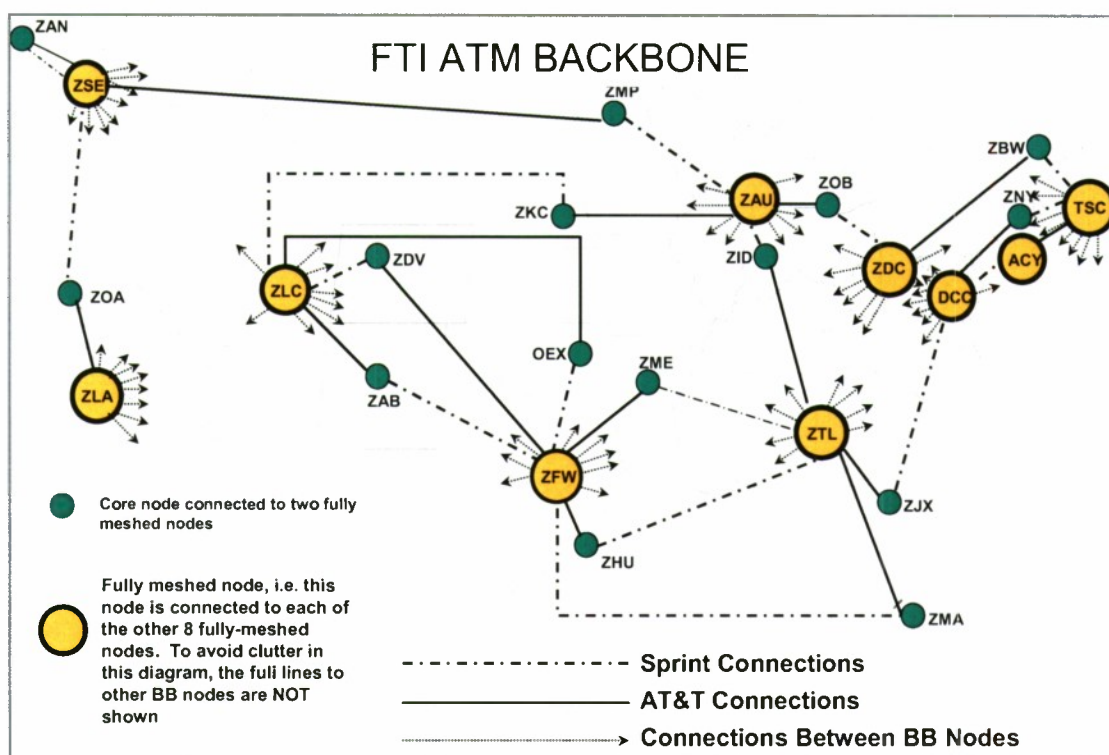 FTI ATM BACKBONE
ZAN
ZSE
ZMP
ZBW
ZAU
ZOB
ZNY
TSC
ZKC
ZDV
ZID
ZDC
ACY
ZLC
DCC
ZOA
OEX
ZME
ZLA
ZAB
ZTL
ZFW
ZJX
ZHU
ZMA
Core node connected to two fully
meshed nodes
Fully meshed node, i.e. this
node is connected to each of
the other 8 fully-meshed
nodes. To avoid clutter in
this diagram, the full lines to
other BB nodes are NOT
shown
Sprint Connections
AT&T Connections
Connections Between BB Nodes